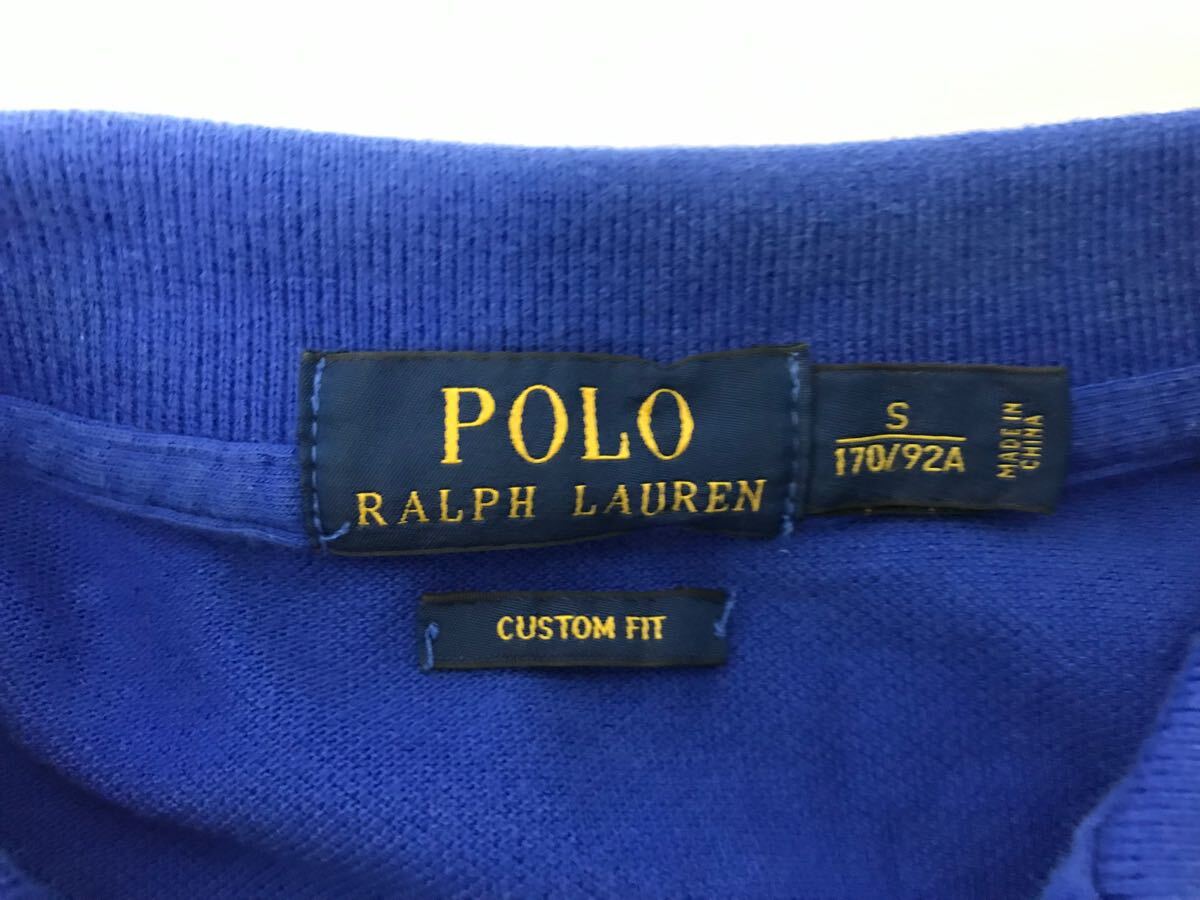 POLO
RALPH LAUREN
S
170/92A
MADE IN
CHINA
CUSTOM FIT